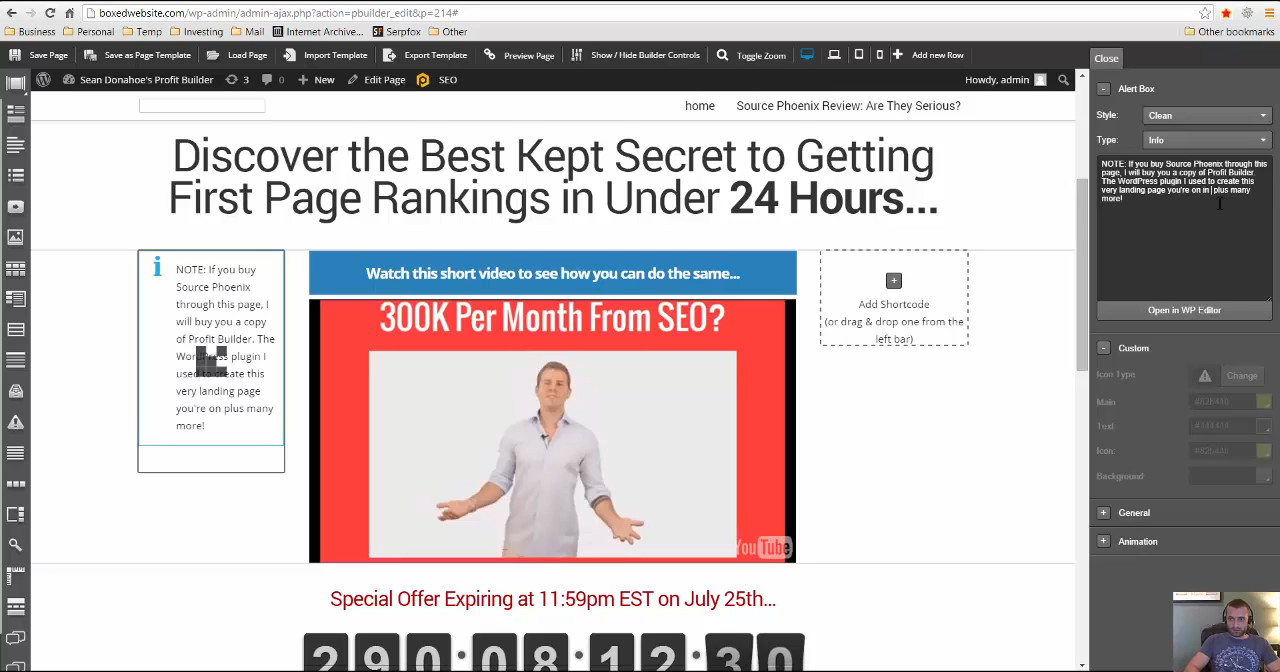 boxedwebsite.com/wp-admin/admin-ajax.php?action=pbuilder_edit&p=214#
Business Personal Temp Investing Mail Internet Archive... Serpfox Other Other bookmarks
Save Page Save as Page Template Load Page Import Template Export Template Preview Page Show / Hide Builder Controls Toggle Zoom Add new Row
Close
Sean Donahoe's Profit Builder 3 New Edit Page SEO Howdy, admin
home Source Phoenix Review: Are They Serious?
Discover the Best Kept Secret to Getting
First Page Rankings in Under 24 Hours...
NOTE: If you buy
Source Phoenix
through this page, I
will buy you a copy
of Profit Builder. The
WordPress plugin I
used to create this
very landing page
you're on plus many
more!
Watch this short video to see how you can do the same...
300K Per Month From SEO?
YouTube
Add Shortcode
(or drag & drop one from the
left bar)
Special Offer Expiring at 11:59pm EST on July 25th...
290:08:12:30
Alert Box
Style: Clean
Type: Info
NOTE: If you buy Source Phoenix through this
page, I will buy you a copy of Profit Builder.
The WordPress plugin I used to create this
very landing page you're on in plus many
more!
Open in WP Editor
Custom
Icon Type Change
Main
Text
Icon:
Background
General
Animation